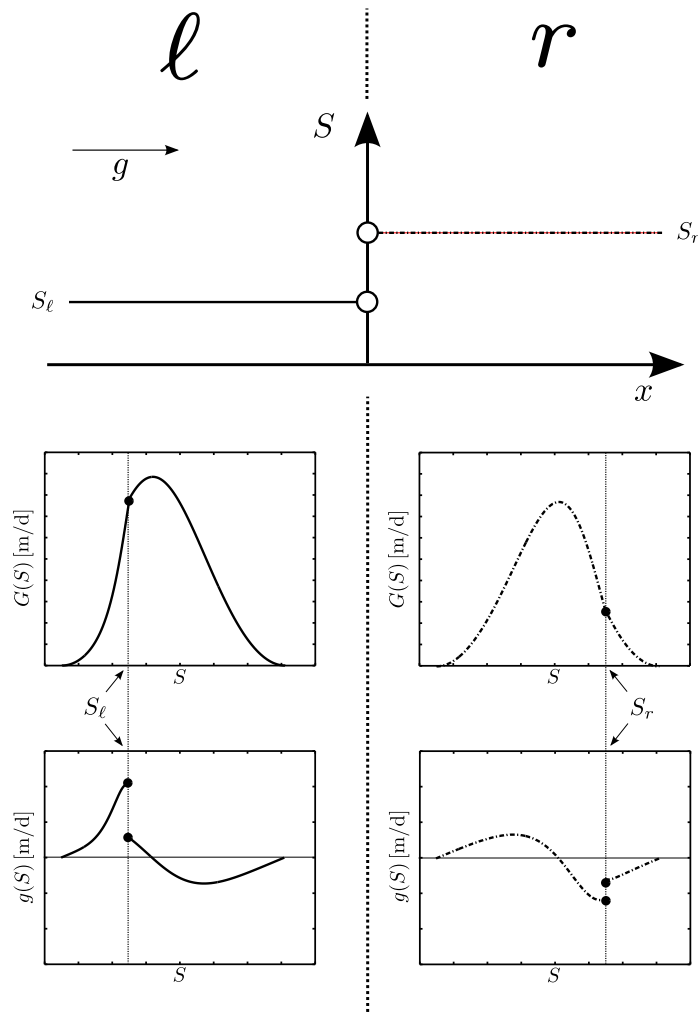 ℓ
r
S
g
S_r
S_ℓ
x
G(S) [m/d]
G(S) [m/d]
S
S
S_ℓ
S_r
g(S) [m/d]
g(S) [m/d]
S
S